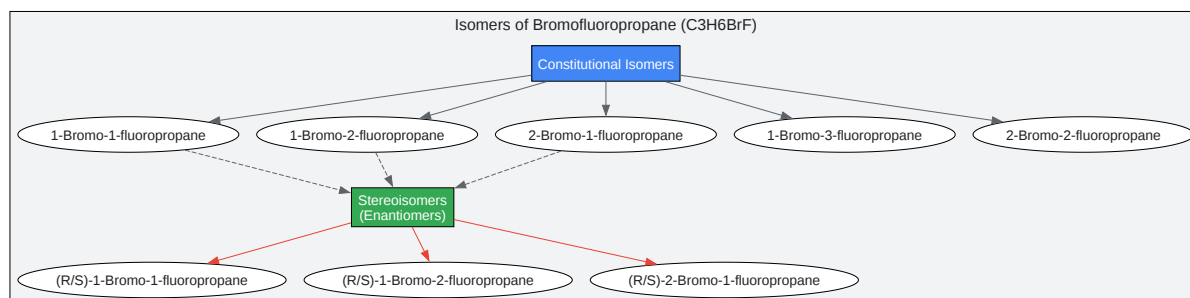 Isomers of Bromofluoropropane (C3H6BrF)
Constitutional Isomers
1-Bromo-1-fluoropropane
1-Bromo-2-fluoropropane
2-Bromo-1-fluoropropane
1-Bromo-3-fluoropropane
2-Bromo-2-fluoropropane
Stereoisomers
(Enantiomers)
(R/S)-1-Bromo-1-fluoropropane
(R/S)-1-Bromo-2-fluoropropane
(R/S)-2-Bromo-1-fluoropropane